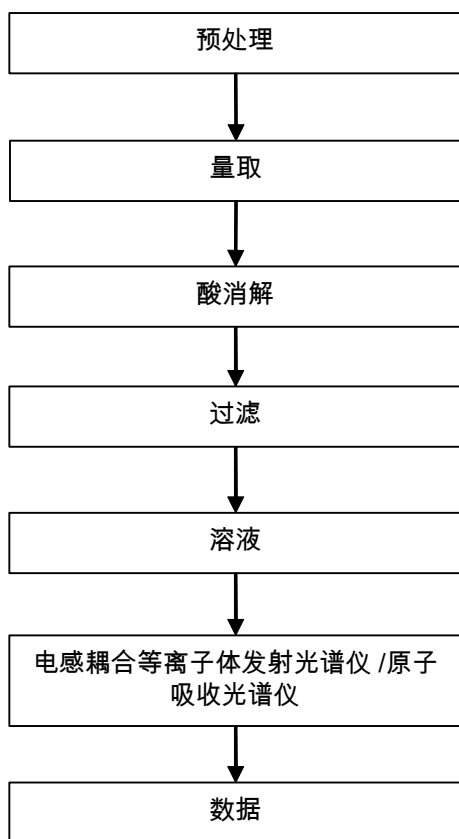 预处理
量取
酸消解
过滤
溶液
电感耦合等离子体发射光谱仪 /原子
吸收光谱仪
数据